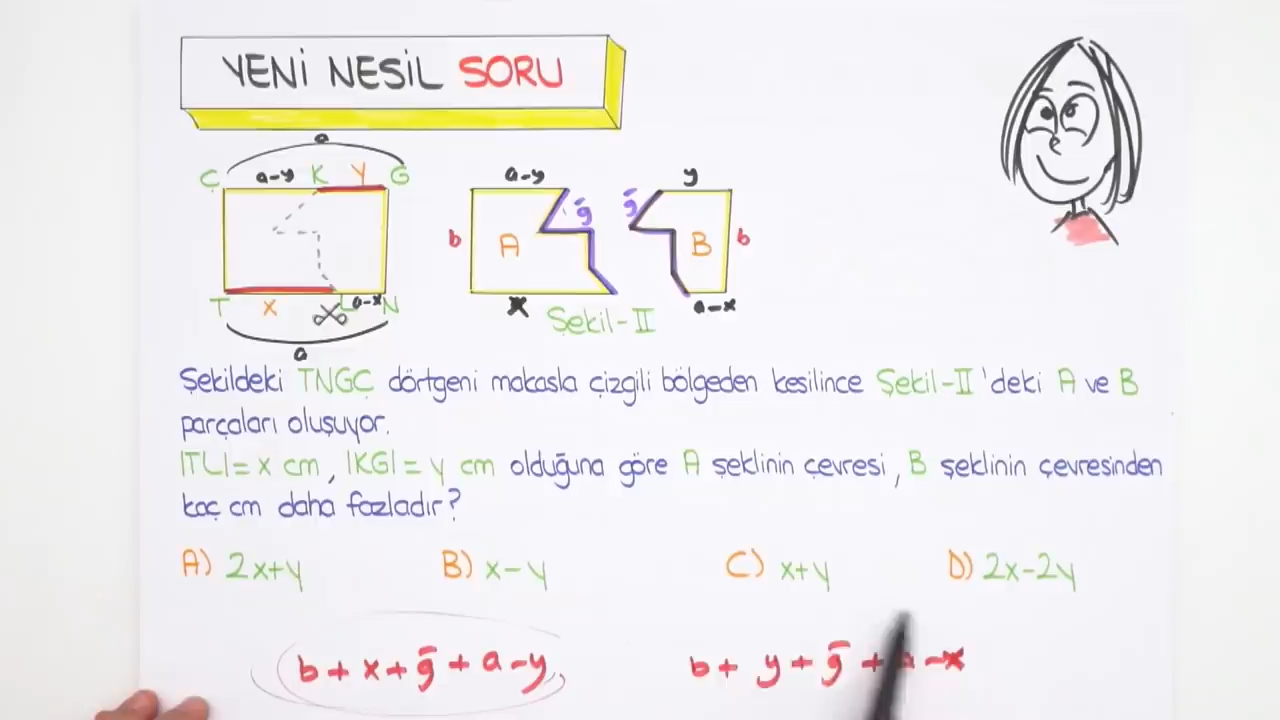 YENİ NESİL SORU
a
Ç a-y K Y G
a-y
y
ḡ
ḡ
b A
B b
T X L a-x N
x
a-x
Şekil-II
a
Şekildeki TNGÇ dörtgeni makasla çizgili bölgeden kesilince Şekil-II'deki A ve B
parçaları oluşuyor.
|TL|= x cm, |KG|= y cm olduğuna göre A şeklinin çevresi, B şeklinin çevresinden
kaç cm daha fazladır?
A) 2x+y B) x-y C) x+y D) 2x-2y
b + x + ḡ + a - y
b + y + ḡ + a - x